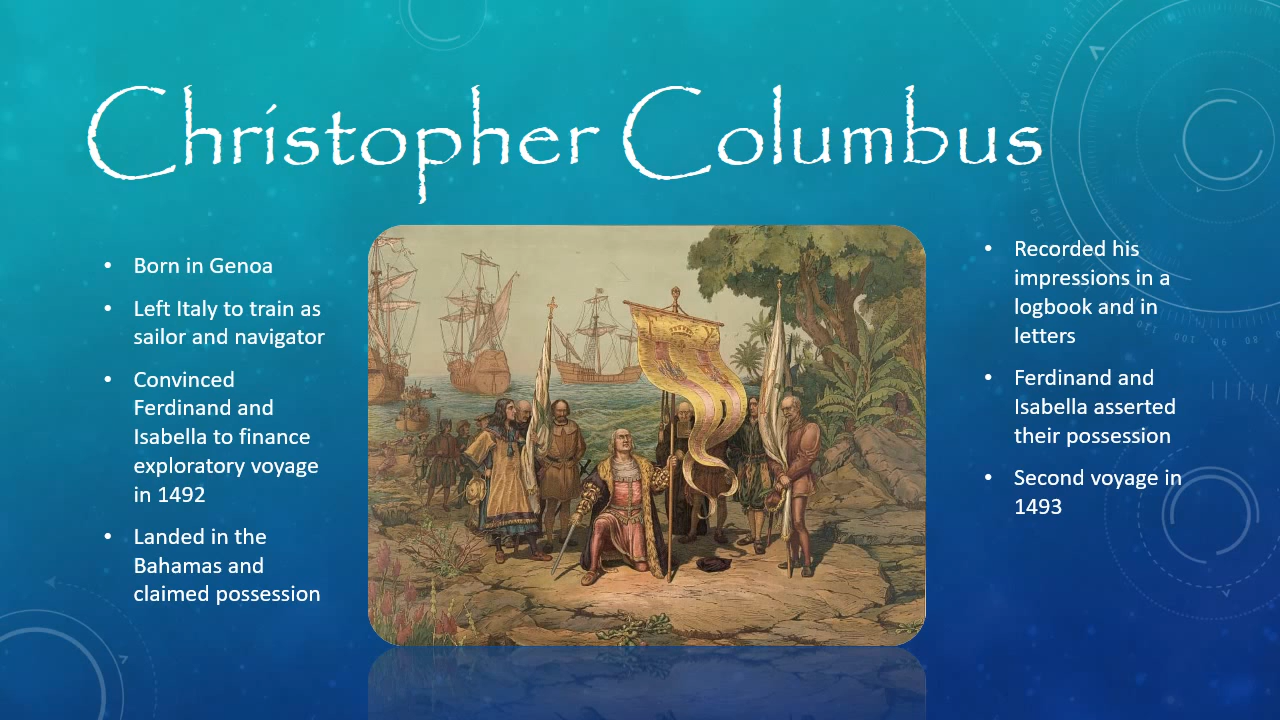 Christopher Columbus
• Born in Genoa
• Left Italy to train as
sailor and navigator
• Convinced
Ferdinand and
Isabella to finance
exploratory voyage
in 1492
• Landed in the
Bahamas and
claimed possession
• Recorded his
impressions in a
logbook and in
letters
• Ferdinand and
Isabella asserted
their possession
• Second voyage in
1493